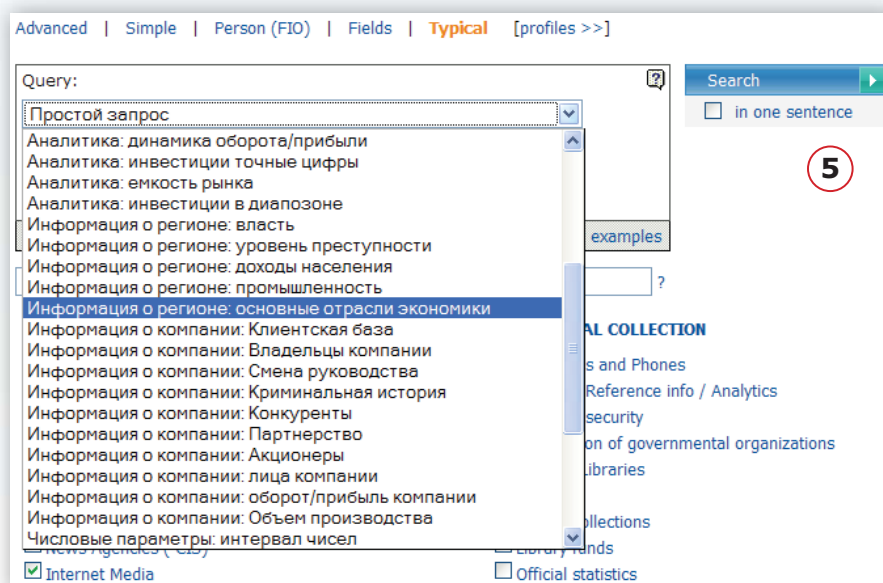 Advanced | Simple | Person (FIO) | Fields | Typical [profiles >>]
Query:
Search
Простой запрос
in one sentence
Аналитика: динамика оборота/прибыли
Аналитика: инвестиции точные цифры
Аналитика: емкость рынка
Аналитика: инвестиции в диапозоне
5
Информация о регионе: власть
Информация о регионе: уровень преступности
examples
Информация о регионе: доходы населения
Информация о регионе: промышленность
?
Информация о регионе: основные отрасли экономики
Информация о компании: Клиентская база
AL COLLECTION
Информация о компании: Владельцы компании
s and Phones
Информация о компании: Смена руководства
Информация о компании: Криминальная история
Reference info / Analytics
Информация о компании: Конкуренты
security
Информация о компании: Партнерство
on of governmental organizations
Информация о компании: Акционеры
Libraries
Информация о компании: лица компании
Информация о компании: оборот/прибыль компании
Информация о компании: Объем производства
ollections
Числовые параметры: интервал чисел
News Agencies (*CIS)
Library funds
Internet Media
Official statistics